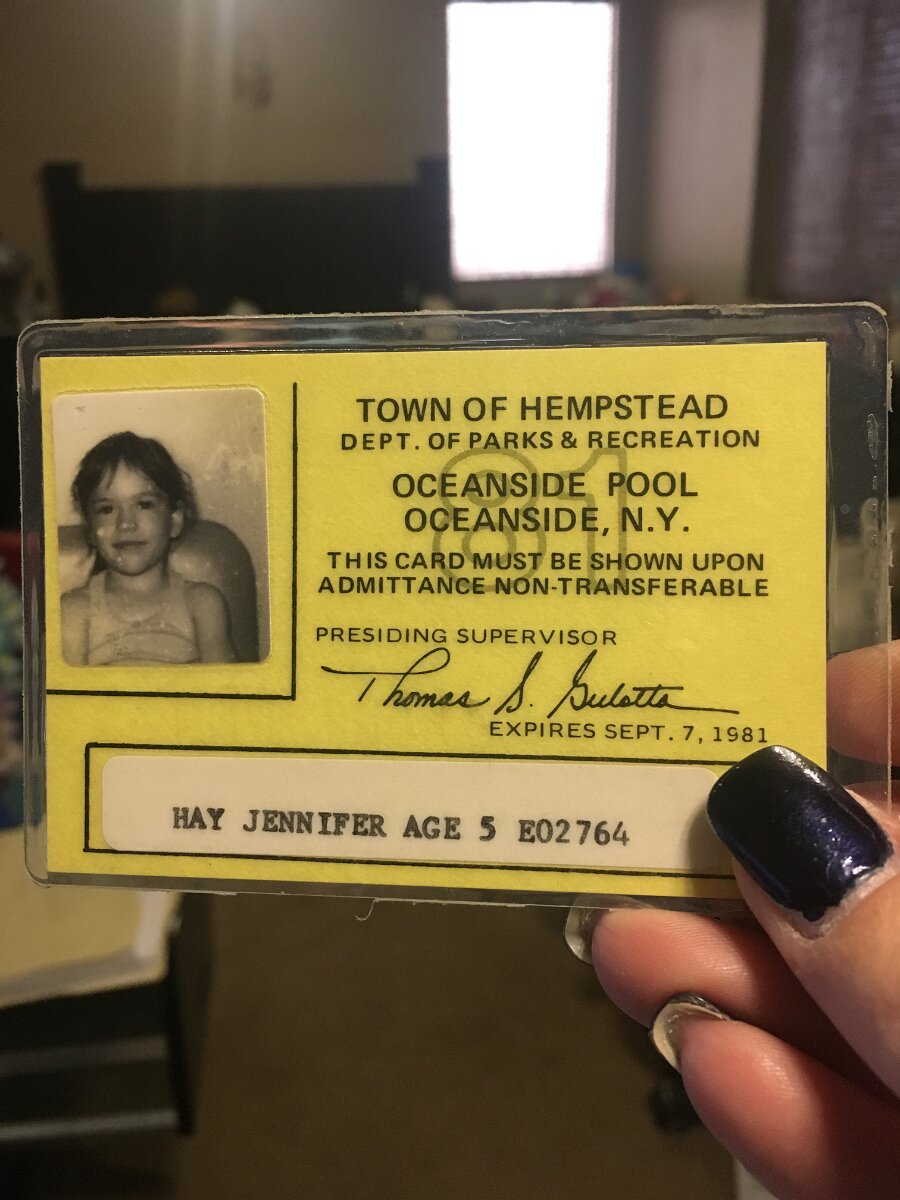 TOWN OF HEMPSTEAD
DEPT. OF PARKS & RECREATION
81
OCEANSIDE POOL
OCEANSIDE, N.Y.
THIS CARD MUST BE SHOWN UPON
ADMITTANCE NON-TRANSFERABLE
PRESIDING SUPERVISOR
Thomas S. Gulotta
EXPIRES SEPT. 7, 1981
HAY JENNIFER AGE 5 E02764